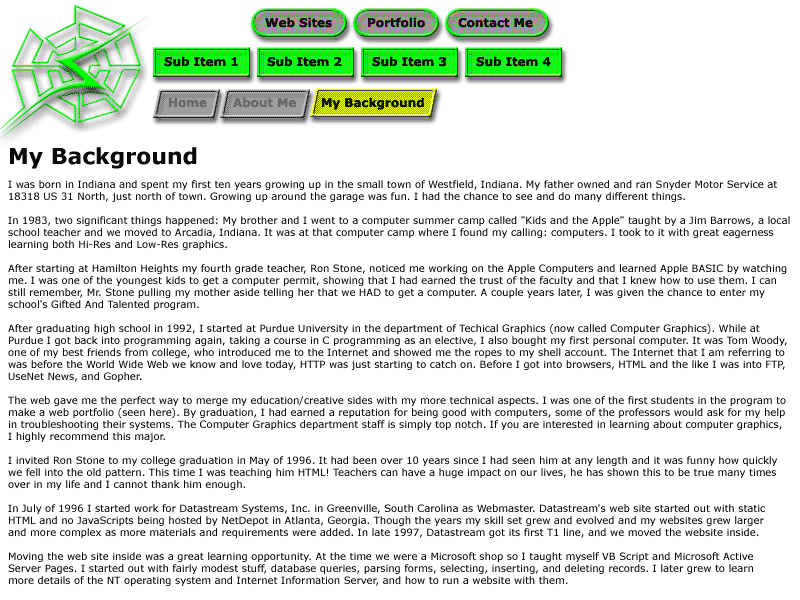 Web Sites Portfolio Contact Me
Sub Item 1 Sub Item 2 Sub Item 3 Sub Item 4
Home About Me My Background
My Background
I was born in Indiana and spent my first ten years growing up in the small town of Westfield, Indiana. My father owned and ran Snyder Motor Service at
18318 US 31 North, just north of town. Growing up around the garage was fun. I had the chance to see and do many different things.
In 1983, two significant things happened: My brother and I went to a computer summer camp called "Kids and the Apple" taught by a Jim Barrows, a local
school teacher and we moved to Arcadia, Indiana. It was at that computer camp where I found my calling: computers. I took to it with great eagerness
learning both Hi-Res and Low-Res graphics.
After starting at Hamilton Heights my fourth grade teacher, Ron Stone, noticed me working on the Apple Computers and learned Apple BASIC by watching
me. I was one of the youngest kids to get a computer permit, showing that I had earned the trust of the faculty and that I knew how to use them. I can
still remember, Mr. Stone pulling my mother aside telling her that we HAD to get a computer. A couple years later, I was given the chance to enter my
school's Gifted And Talented program.
After graduating high school in 1992, I started at Purdue University in the department of Techical Graphics (now called Computer Graphics). While at
Purdue I got back into programming again, taking a course in C programming as an elective, I also bought my first personal computer. It was Tom Woody,
one of my best friends from college, who introduced me to the Internet and showed me the ropes to my shell account. The Internet that I am referring to
was before the World Wide Web we know and love today, HTTP was just starting to catch on. Before I got into browsers, HTML and the like I was into FTP,
UseNet News, and Gopher.
The web gave me the perfect way to merge my education/creative sides with my more technical aspects. I was one of the first students in the program to
make a web portfolio (seen here). By graduation, I had earned a reputation for being good with computers, some of the professors would ask for my help
in troubleshooting their systems. The Computer Graphics department staff is simply top notch. If you are interested in learning about computer graphics,
I highly recommend this major.
I invited Ron Stone to my college graduation in May of 1996. It had been over 10 years since I had seen him at any length and it was funny how quickly
we fell into the old pattern. This time I was teaching him HTML! Teachers can have a huge impact on our lives, he has shown this to be true many times
over in my life and I cannot thank him enough.
In July of 1996 I started work for Datastream Systems, Inc. in Greenville, South Carolina as Webmaster. Datastream's web site started out with static
HTML and no JavaScripts being hosted by NetDepot in Atlanta, Georgia. Though the years my skill set grew and evolved and my websites grew larger
and more complex as more materials and requirements were added. In late 1997, Datastream got its first T1 line, and we moved the website inside.
Moving the web site inside was a great learning opportunity. At the time we were a Microsoft shop so I taught myself VB Script and Microsoft Active
Server Pages. I started out with fairly modest stuff, database queries, parsing forms, selecting, inserting, and deleting records. I later grew to learn
more details of the NT operating system and Internet Information Server, and how to run a website with them.